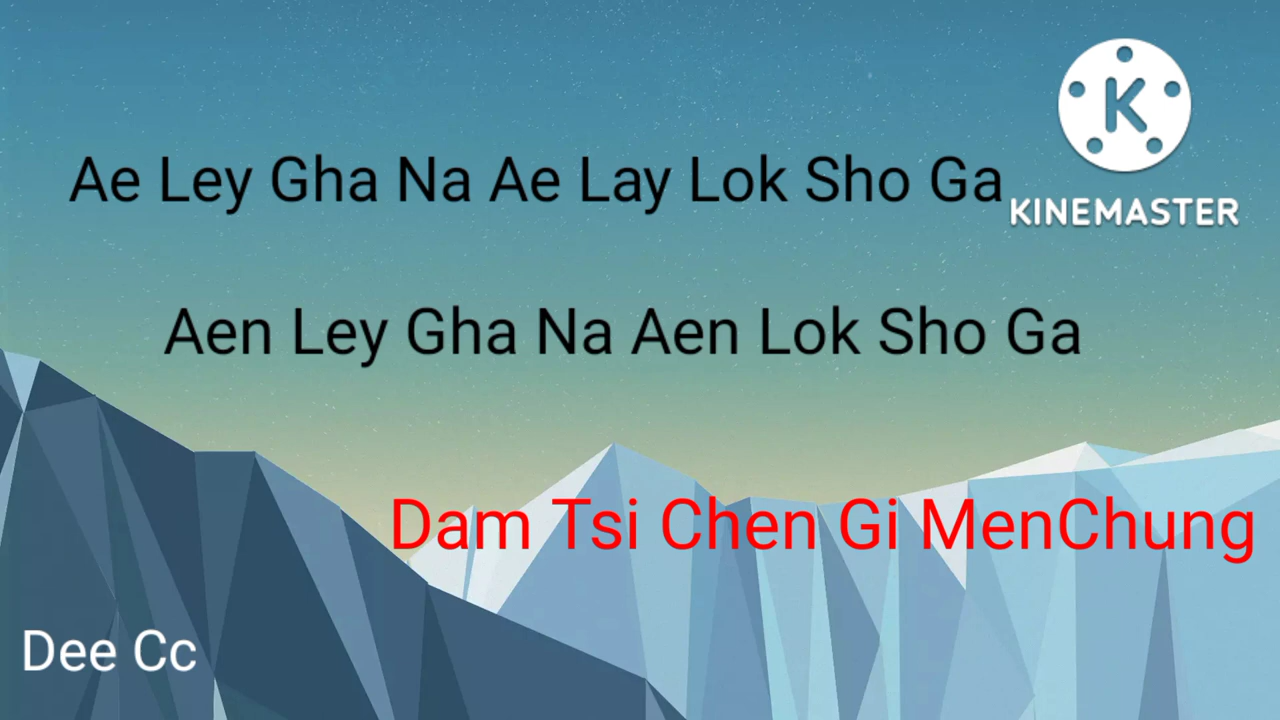 Ae Ley Gha Na Ae Lay Lok Sho Ga
KINEMASTER
Aen Ley Gha Na Aen Lok Sho Ga
Dam Tsi Chen Gi MenChung
Dee Cc